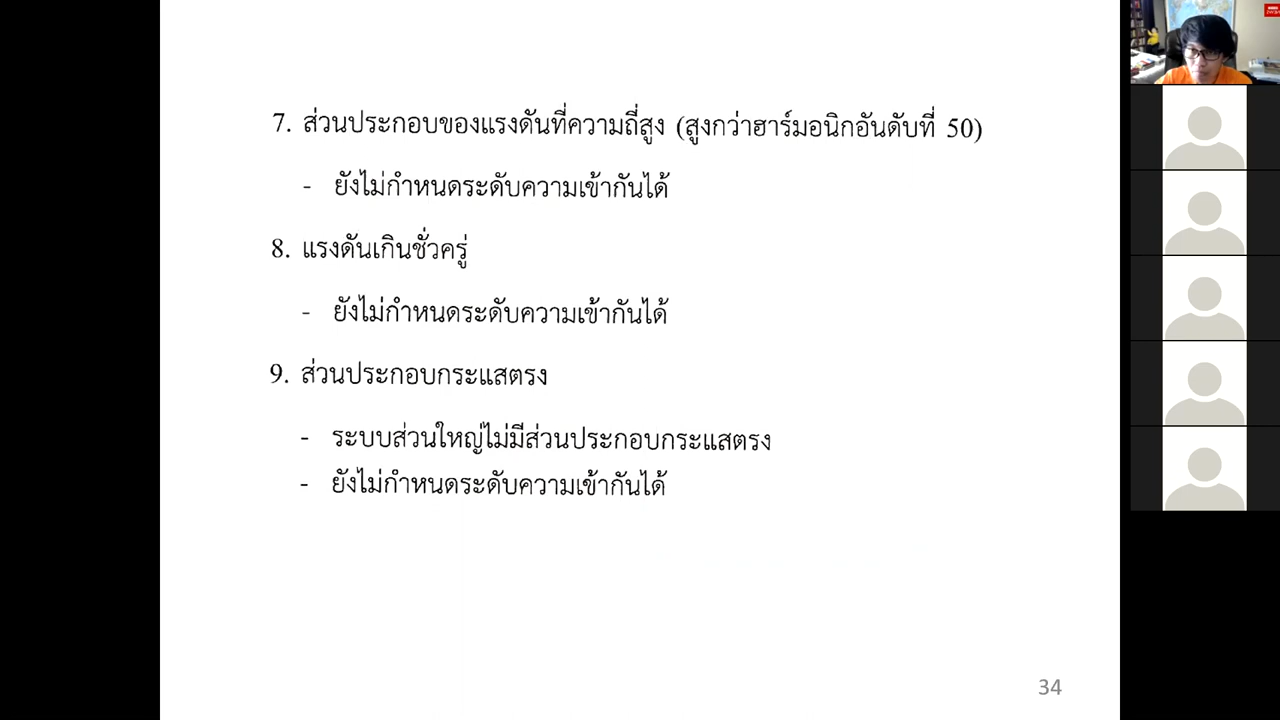 7. ส่วนประกอบของแรงดันที่ความถี่สูง (สูงกว่าฮาร์มอนิกอันดับที่ 50)
- ยังไม่กำหนดระดับความเข้ากันได้
8. แรงดันเกินชั่วครู่
- ยังไม่กำหนดระดับความเข้ากันได้
9. ส่วนประกอบกระแสตรง
- ระบบส่วนใหญ่ไม่มีส่วนประกอบกระแสตรง
- ยังไม่กำหนดระดับความเข้ากันได้
34